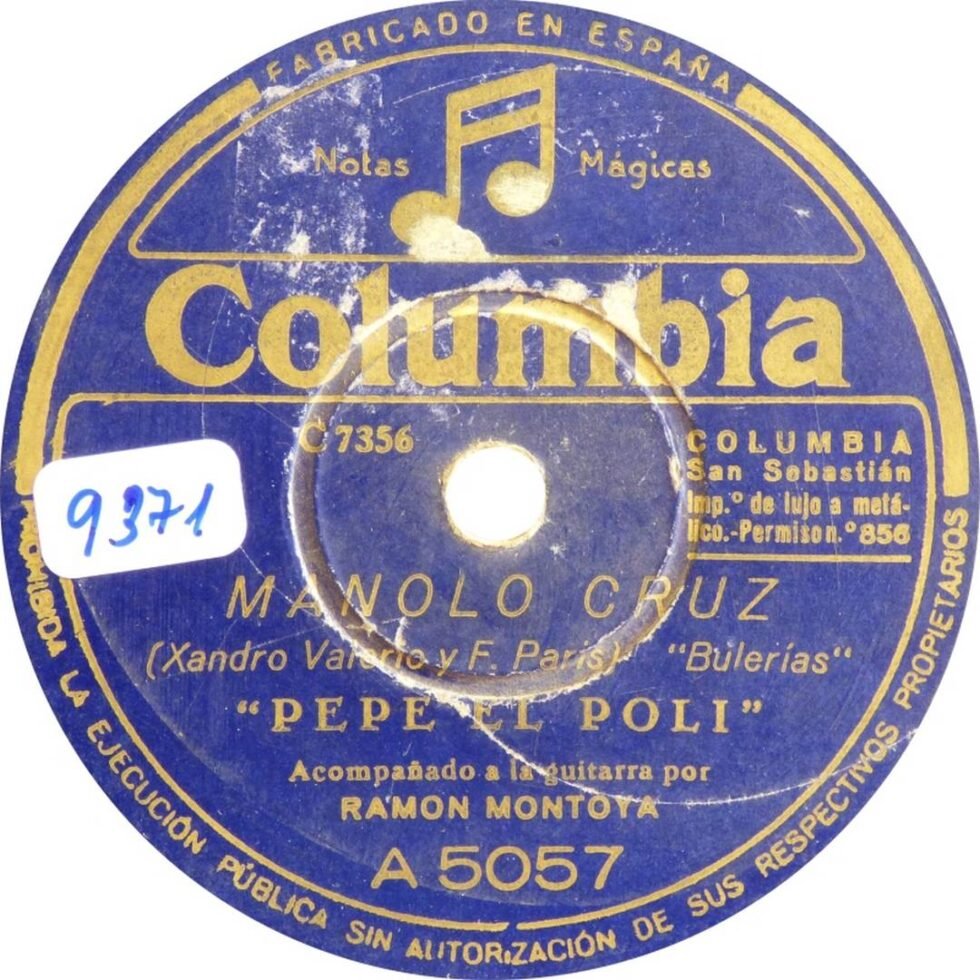 FABRICADO EN ESPAÑA
Notas Mágicas
Columbia
C 7356
COLUMBIA
San Sebastián
Imp.º de lujo a metá-
lico.-Permiso n.º 856
9371
MANOLO CRUZ
(Xandro Valerio y F. París) "Bulerías"
"PEPE EL POLI"
Acompañado a la guitarra por
RAMON MONTOYA
A 5057
PROHIBIDA LA EJECUCIÓN PÚBLICA SIN AUTORIZACIÓN DE SUS RESPECTIVOS PROPIETARIOS